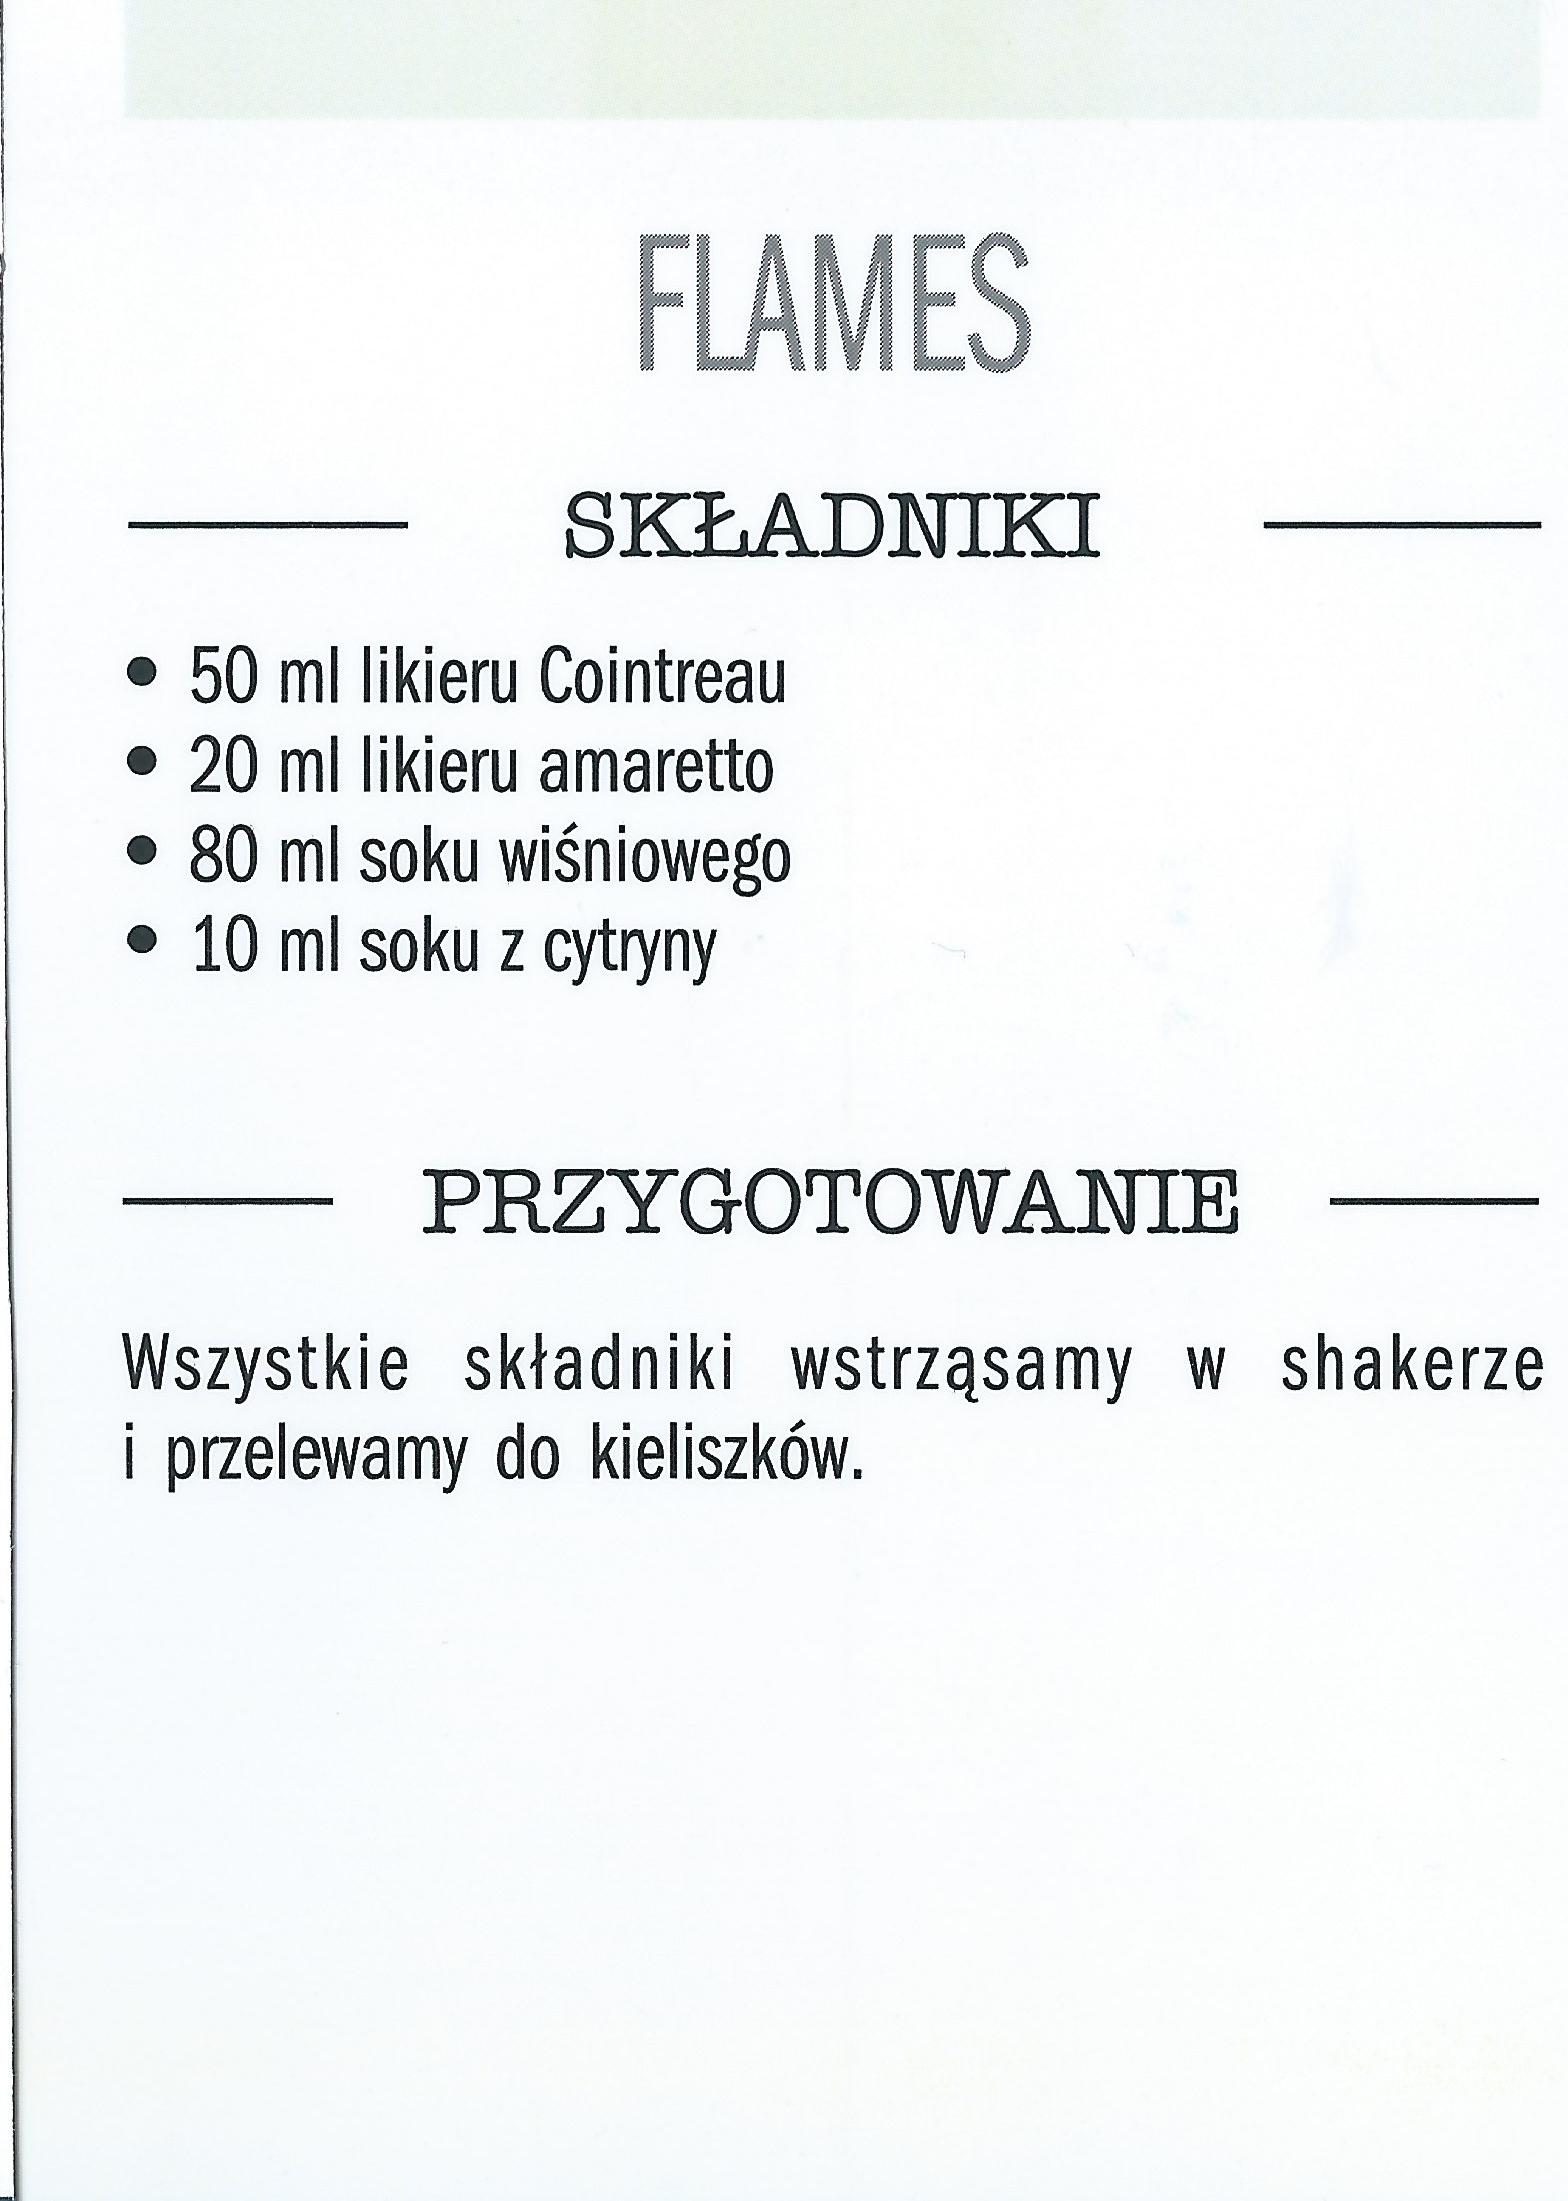 FLAMES
SKŁADNIKI
• 50 ml likieru Cointreau
• 20 ml likieru amaretto
• 80 ml soku wiśniowego
• 10 ml soku z cytryny
PRZYGOTOWANIE
Wszystkie składniki wstrząsamy w shakerze
i przelewamy do kieliszków.